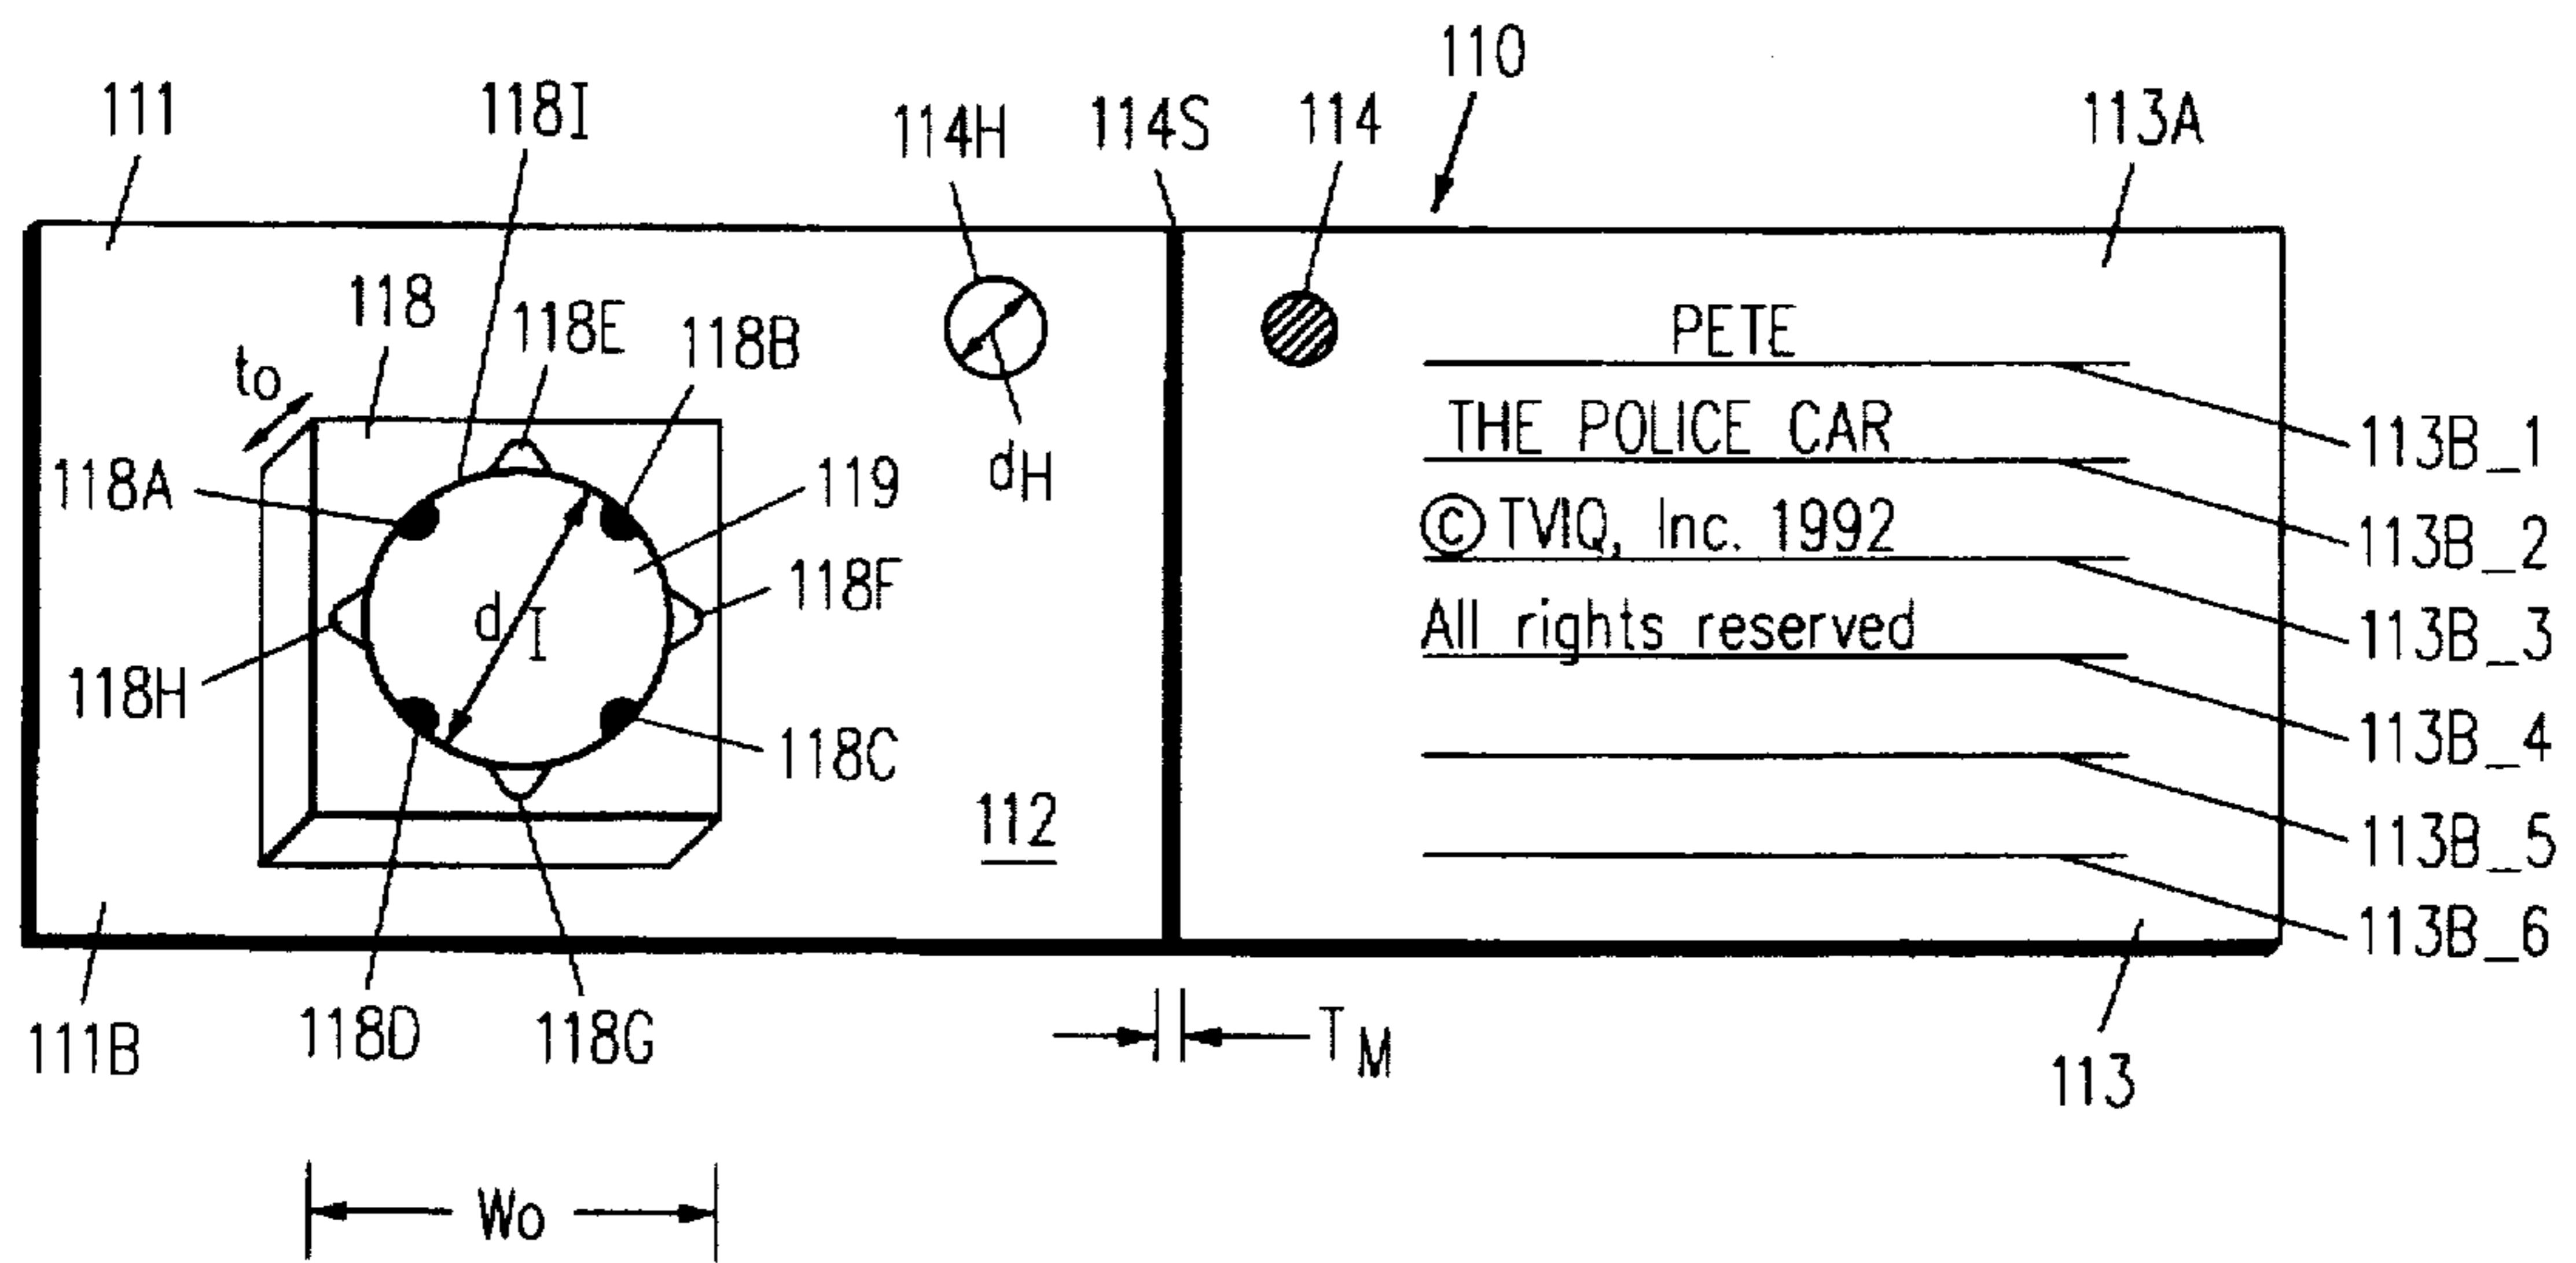 110
111
118I
114H
114S
114
113A
118
118E
118B
to
dH
PETE
113B_1
THE POLICE CAR
118A
119
113B_2
© TVIQ, Inc. 1992
118F
dI
113B_3
All rights reserved
118H
118C
113B_4
112
113B_5
113B_6
111B
118D
118G
TM
113
Wo